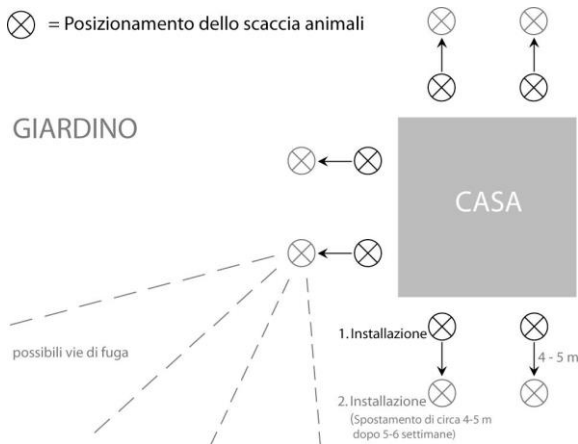 = Posizionamento dello scaccia animali
GIARDINO
CASA
1. Installazione
4 - 5 m
possibili vie di fuga
2. Installazione
(Spostamento di circa 4-5 m
dopo 5-6 settimane)